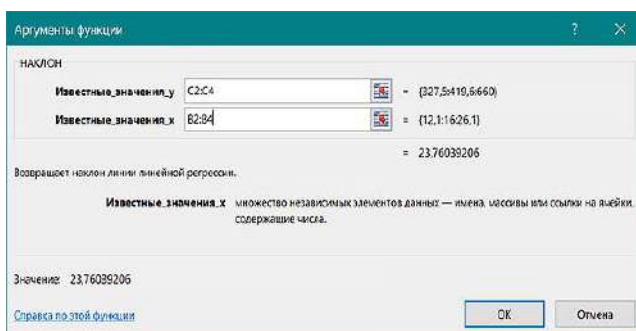 Аргументы функции ? ×
НАКЛОН
Известные_значения_y C2:C4 = {327,5:419,6:660}
Известные_значения_x B2:B4 = {12,1:16:26,1}
= 23,76039206
Возвращает наклон линии линейной регрессии.
Известные_значения_x множество независимых элементов данных — имена, массивы или ссылки на ячейки,
содержащие числа.
Значение: 23,76039206
Справка по этой функции OK Отмена